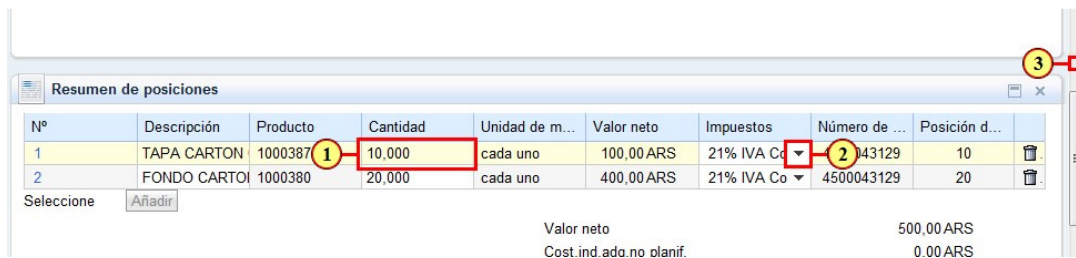 3
Resumen de posiciones
Nº Descripción Producto Cantidad Unidad de m... Valor neto Impuestos Número de ... Posición d...
1 TAPA CARTON 1000387 1 10,000 cada uno 100,00 ARS 21% IVA Co 2 043129 10
2 FONDO CARTO 1000380 20,000 cada uno 400,00 ARS 21% IVA Co 4500043129 20
Seleccione Añadir
Valor neto 500,00 ARS
Cost.ind.adq.no planif. 0,00 ARS